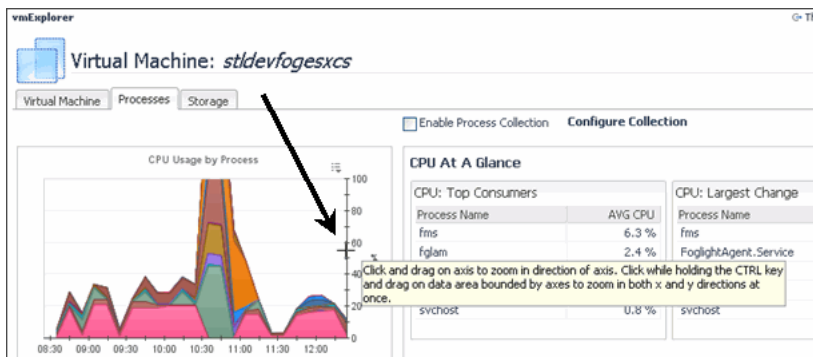 vmExplorer
Virtual Machine: stldevfogesxcs
Virtual Machine Processes Storage
Enable Process Collection Configure Collection
CPU Usage by Process
100
80
60
40
20
0
08:30 09:00 09:30 10:00 10:30 11:00 11:30 12:00
CPU At A Glance
CPU: Top Consumers
Process Name AVG CPU
fms 6.3 %
fglam 2.4 %
svchost 0.8 %
CPU: Largest Change
Process Name
fms
FoglightAgent.Service
svchost
Click and drag on axis to zoom in direction of axis. Click while holding the CTRL key
and drag on data area bounded by axes to zoom in both x and y directions at
once.